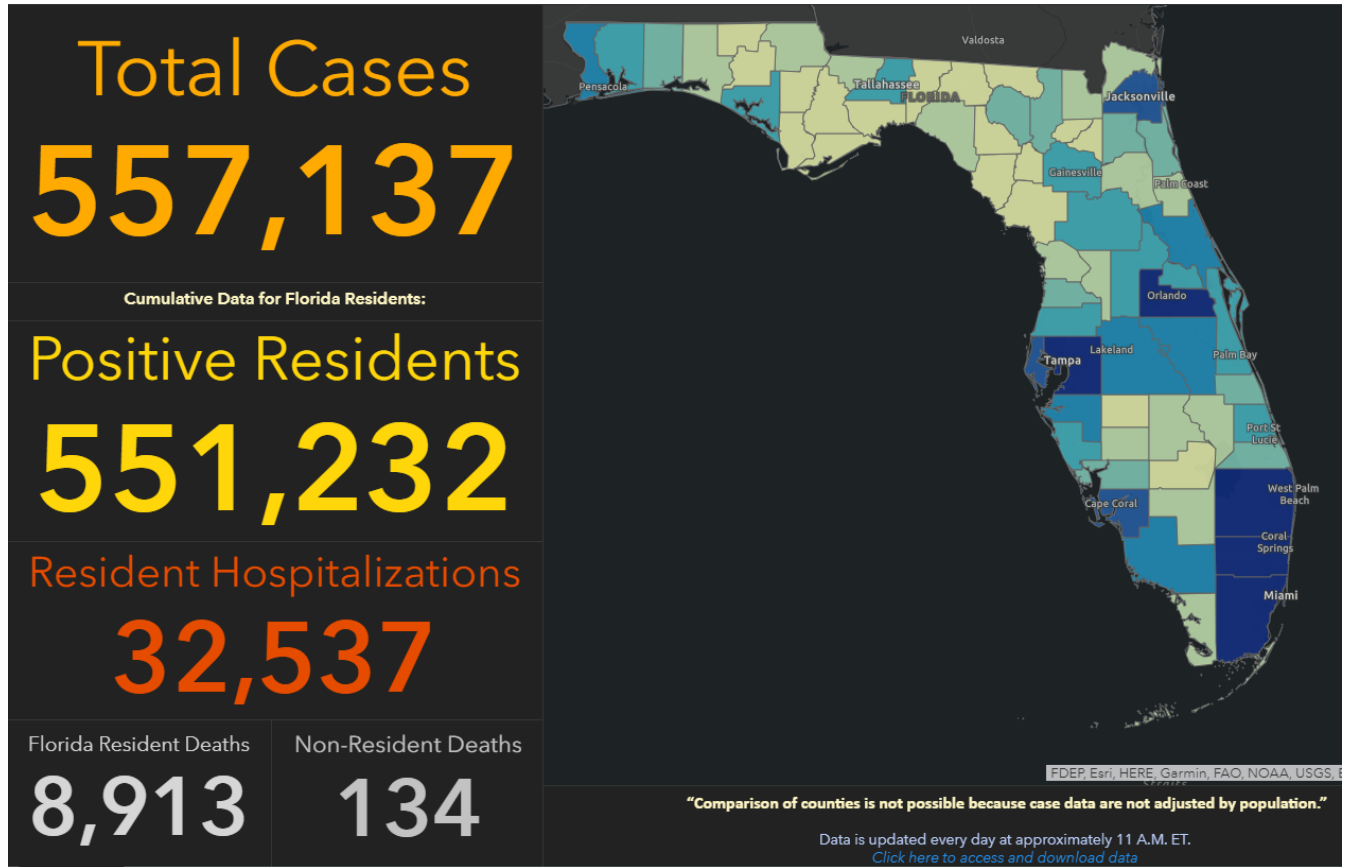 Total Cases
557,137
Cumulative Data for Florida Residents:
Positive Residents
551,232
Resident Hospitalizations
32,537
Florida Resident Deaths
8,913
Non-Resident Deaths
134
Valdosta
Pensacola
Tallahassee
FLORIDA
Jacksonville
Gainesville
Palm Coast
Orlando
Tampa
Lakeland
Palm Bay
Port St
Lucie
Cape Coral
West Palm
Beach
Coral
Springs
Miami
FDEP, Esri, HERE, Garmin, FAO, NOAA, USGS,
“Comparison of counties is not possible because case data are not adjusted by population.”
Data is updated every day at approximately 11 A.M. ET.
Click here to access and download data